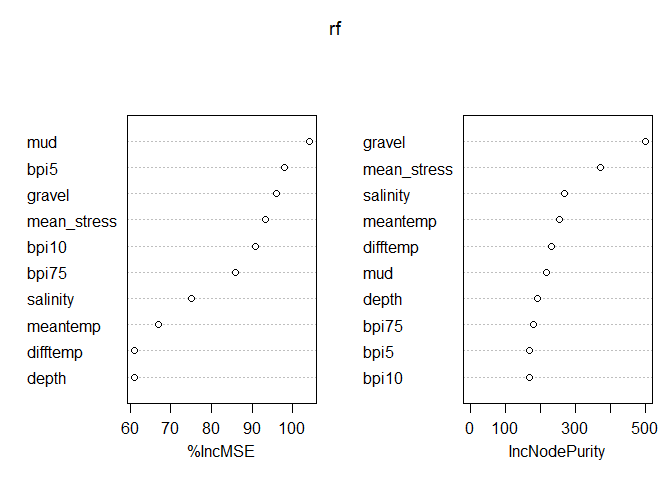 rf
mud
bpi5
gravel
mean_stress
bpi10
bpi75
salinity
meantemp
difftemp
depth
60 70 80 90 100
%IncMSE
gravel
mean_stress
salinity
meantemp
difftemp
mud
depth
bpi75
bpi5
bpi10
0 100 300 500
IncNodePurity